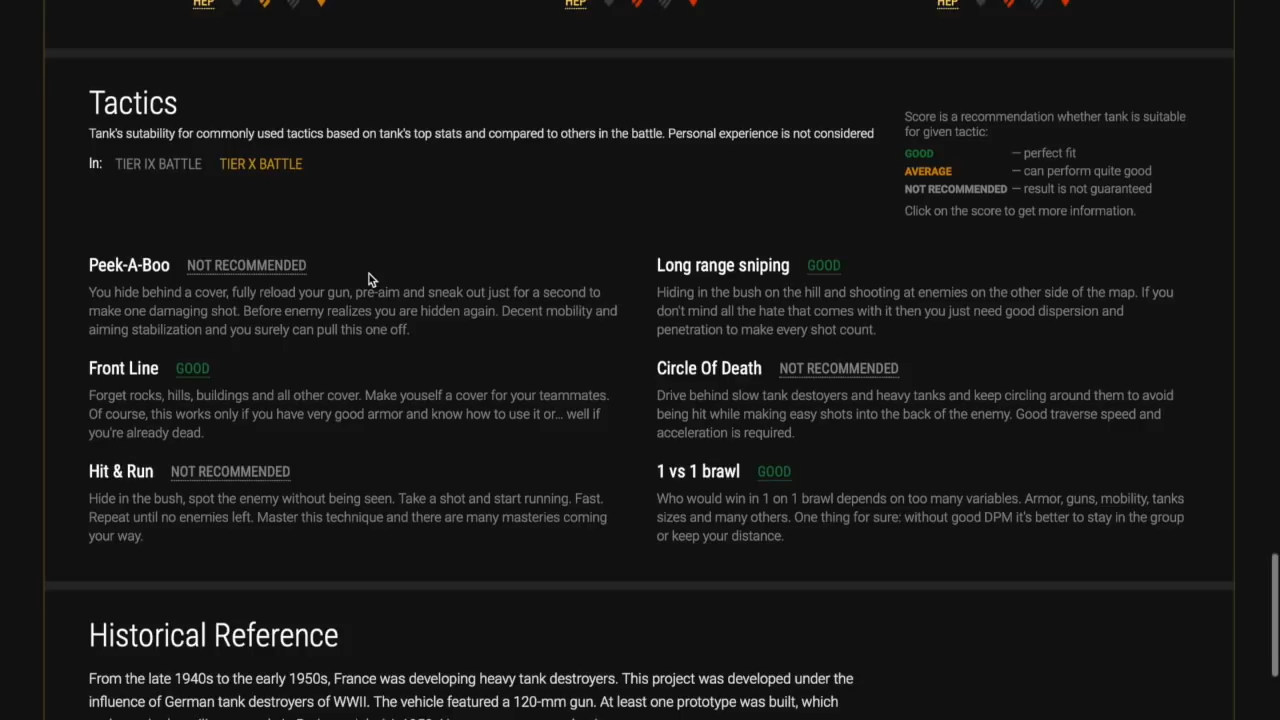 HEP HEP HEP
Tactics
Tank's sutability for commonly used tactics based on tank's top stats and compared to others in the battle. Personal experience is not considered
In: TIER IX BATTLE TIER X BATTLE
Score is a recommendation whether tank is suitable
for given tactic:
GOOD — perfect fit
AVERAGE — can perform quite good
NOT RECOMMENDED — result is not guaranteed
Click on the score to get more information.
Peek-A-Boo NOT RECOMMENDED
You hide behind a cover, fully reload your gun, pre-aim and sneak out just for a second to
make one damaging shot. Before enemy realizes you are hidden again. Decent mobility and
aiming stabilization and you surely can pull this one off.
Long range sniping GOOD
Hiding in the bush on the hill and shooting at enemies on the other side of the map. If you
don't mind all the hate that comes with it then you just need good dispersion and
penetration to make every shot count.
Front Line GOOD
Forget rocks, hills, buildings and all other cover. Make youself a cover for your teammates.
Of course, this works only if you have very good armor and know how to use it or... well if
you're already dead.
Circle Of Death NOT RECOMMENDED
Drive behind slow tank destoyers and heavy tanks and keep circling around them to avoid
being hit while making easy shots into the back of the enemy. Good traverse speed and
acceleration is required.
Hit & Run NOT RECOMMENDED
Hide in the bush, spot the enemy without being seen. Take a shot and start running. Fast.
Repeat until no enemies left. Master this technique and there are many masteries coming
your way.
1 vs 1 brawl GOOD
Who would win in 1 on 1 brawl depends on too many variables. Armor, guns, mobility, tanks
sizes and many others. One thing for sure: without good DPM it's better to stay in the group
or keep your distance.
Historical Reference
From the late 1940s to the early 1950s, France was developing heavy tank destroyers. This project was developed under the
influence of German tank destroyers of WWII. The vehicle featured a 120-mm gun. At least one prototype was built, which